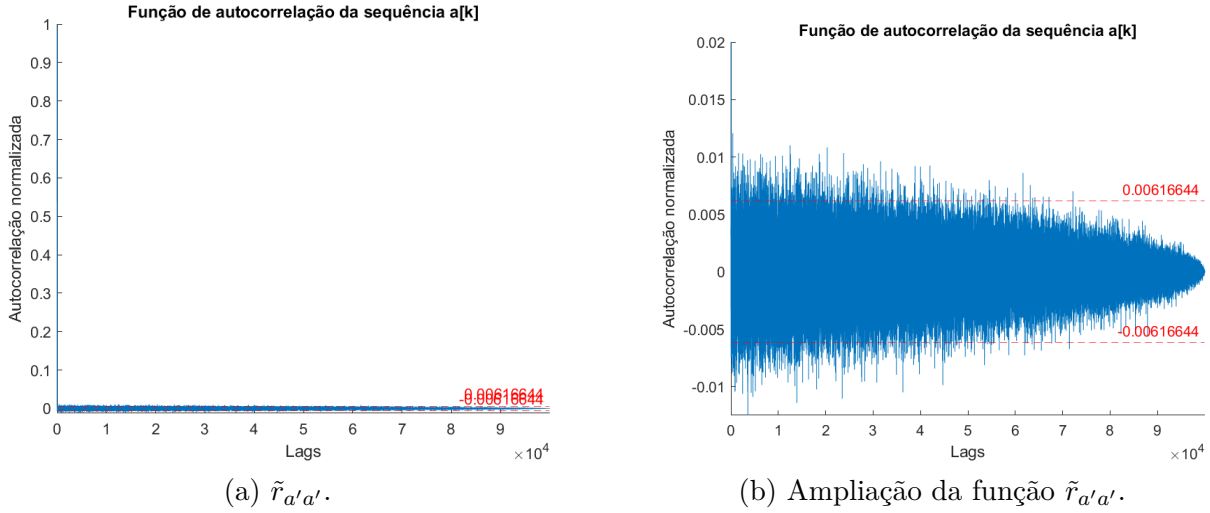 Função de autocorrelação da sequência a[k]
1
0.9
0.8
0.7
0.6
0.5
0.4
0.3
0.2
0.1
0
Autocorrelação normalizada
0.00616644
-0.00616644
0 1 2 3 4 5 6 7 8 9
Lags
×10⁴
(a) r̃a′a′.
Função de autocorrelação da sequência a[k]
0.02
0.015
0.01
0.005
0
-0.005
-0.01
Autocorrelação normalizada
0.00616644
-0.00616644
0 1 2 3 4 5 6 7 8 9
Lags
×10⁴
(b) Ampliação da função r̃a′a′.